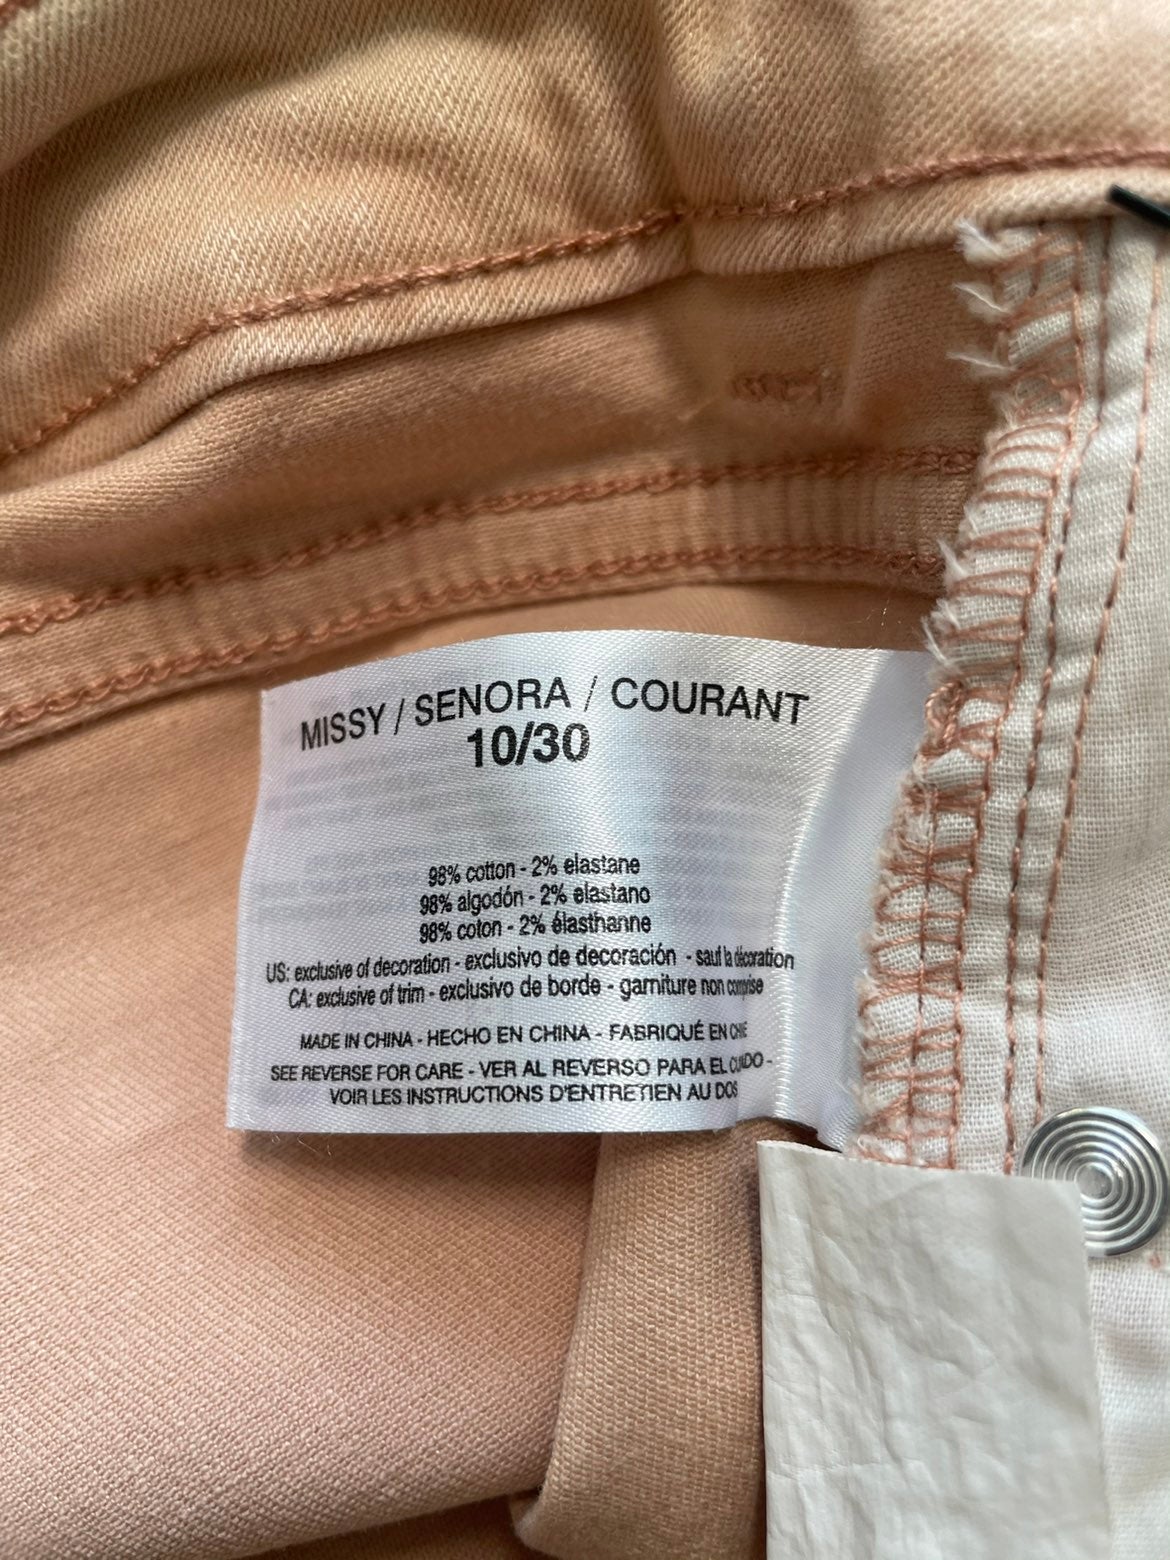 MISSY / SENORA / COURANT
10/30
98% cotton - 2% elastane
98% algodón - 2% elastano
98% coton - 2% élasthanne
US: exclusive of decoration - exclusivo de decoración - sauf la décoration
CA: exclusive of trim - exclusivo de borde - garniture non comprise
MADE IN CHINA - HECHO EN CHINA - FABRIQUÉ EN CHINE
SEE REVERSE FOR CARE - VER AL REVERSO PARA EL CUIDO -
VOIR LES INSTRUCTIONS D'ENTRETIEN AU DOS